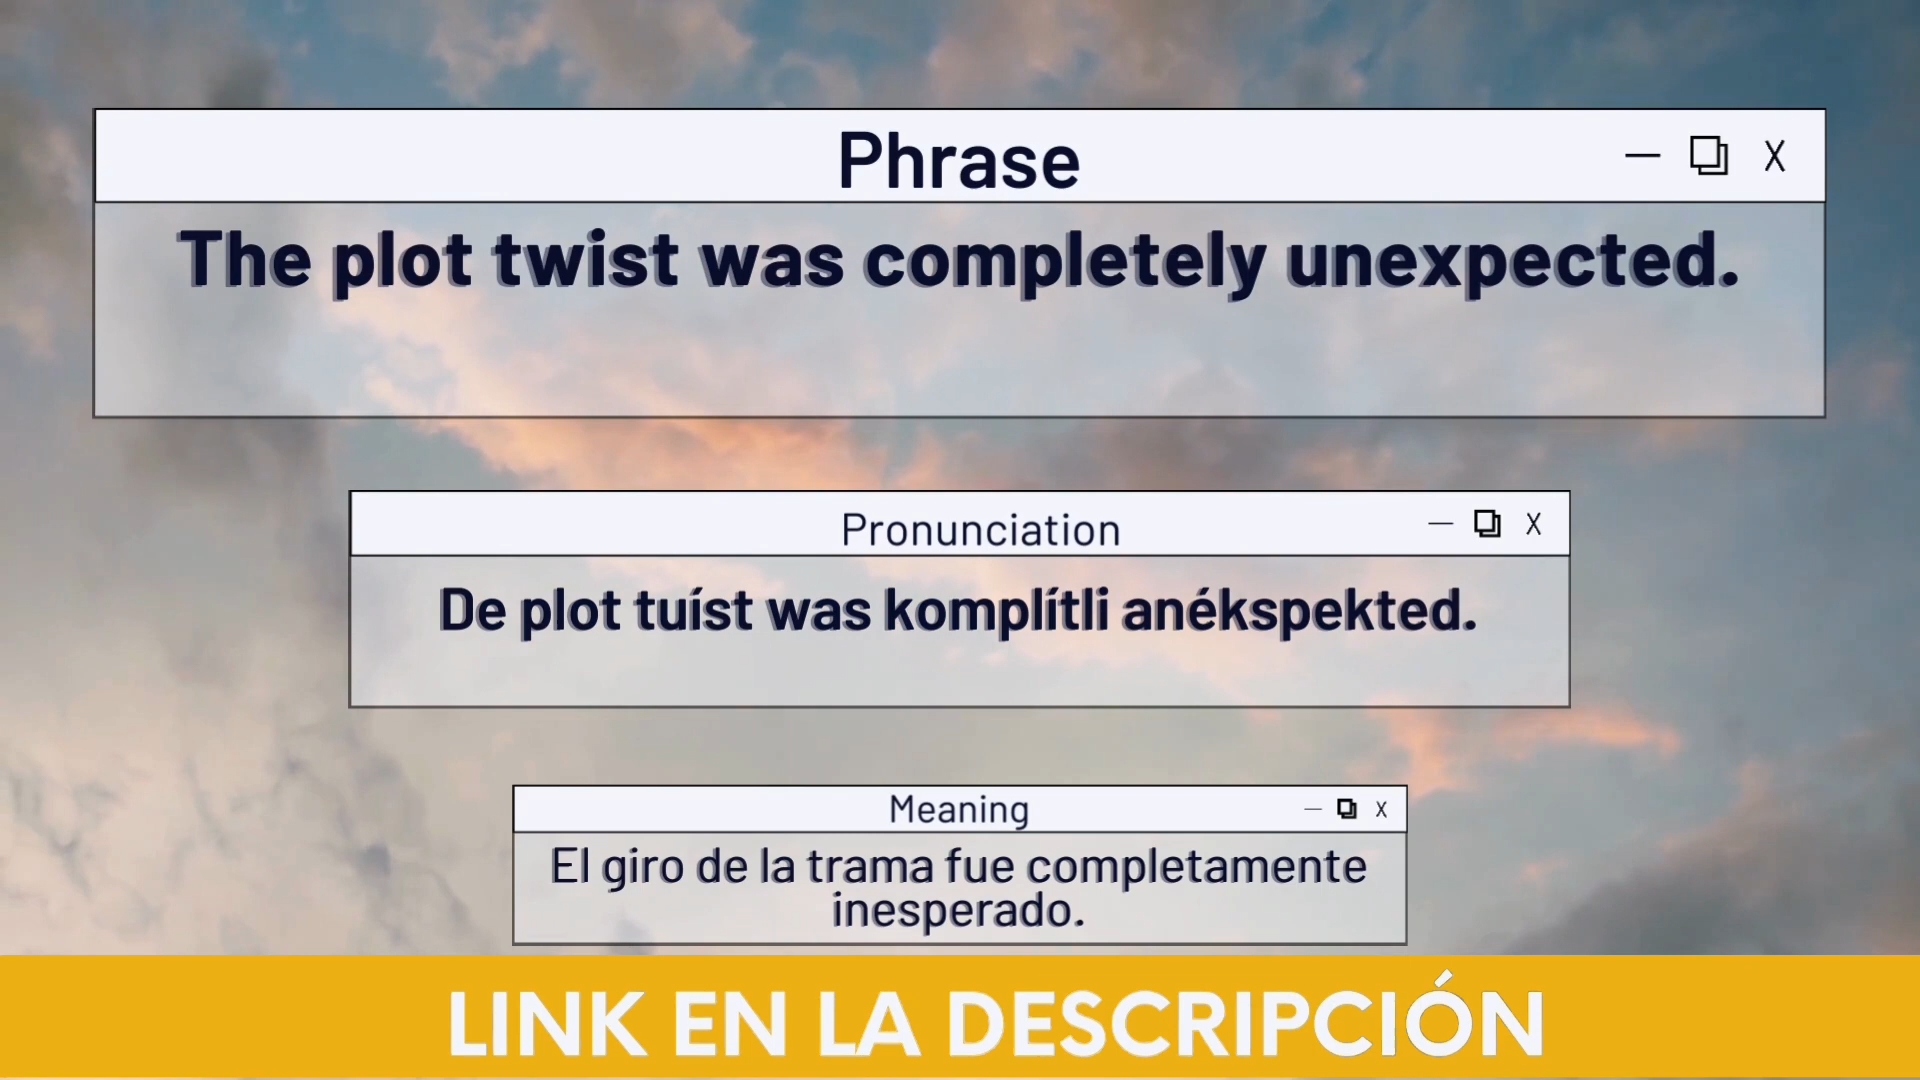 Phrase
The plot twist was completely unexpected.
Pronunciation
De plot tuíst was komplítli anékspekted.
Meaning
El giro de la trama fue completamente
inesperado.
LINK EN LA DESCRIPCIÓN